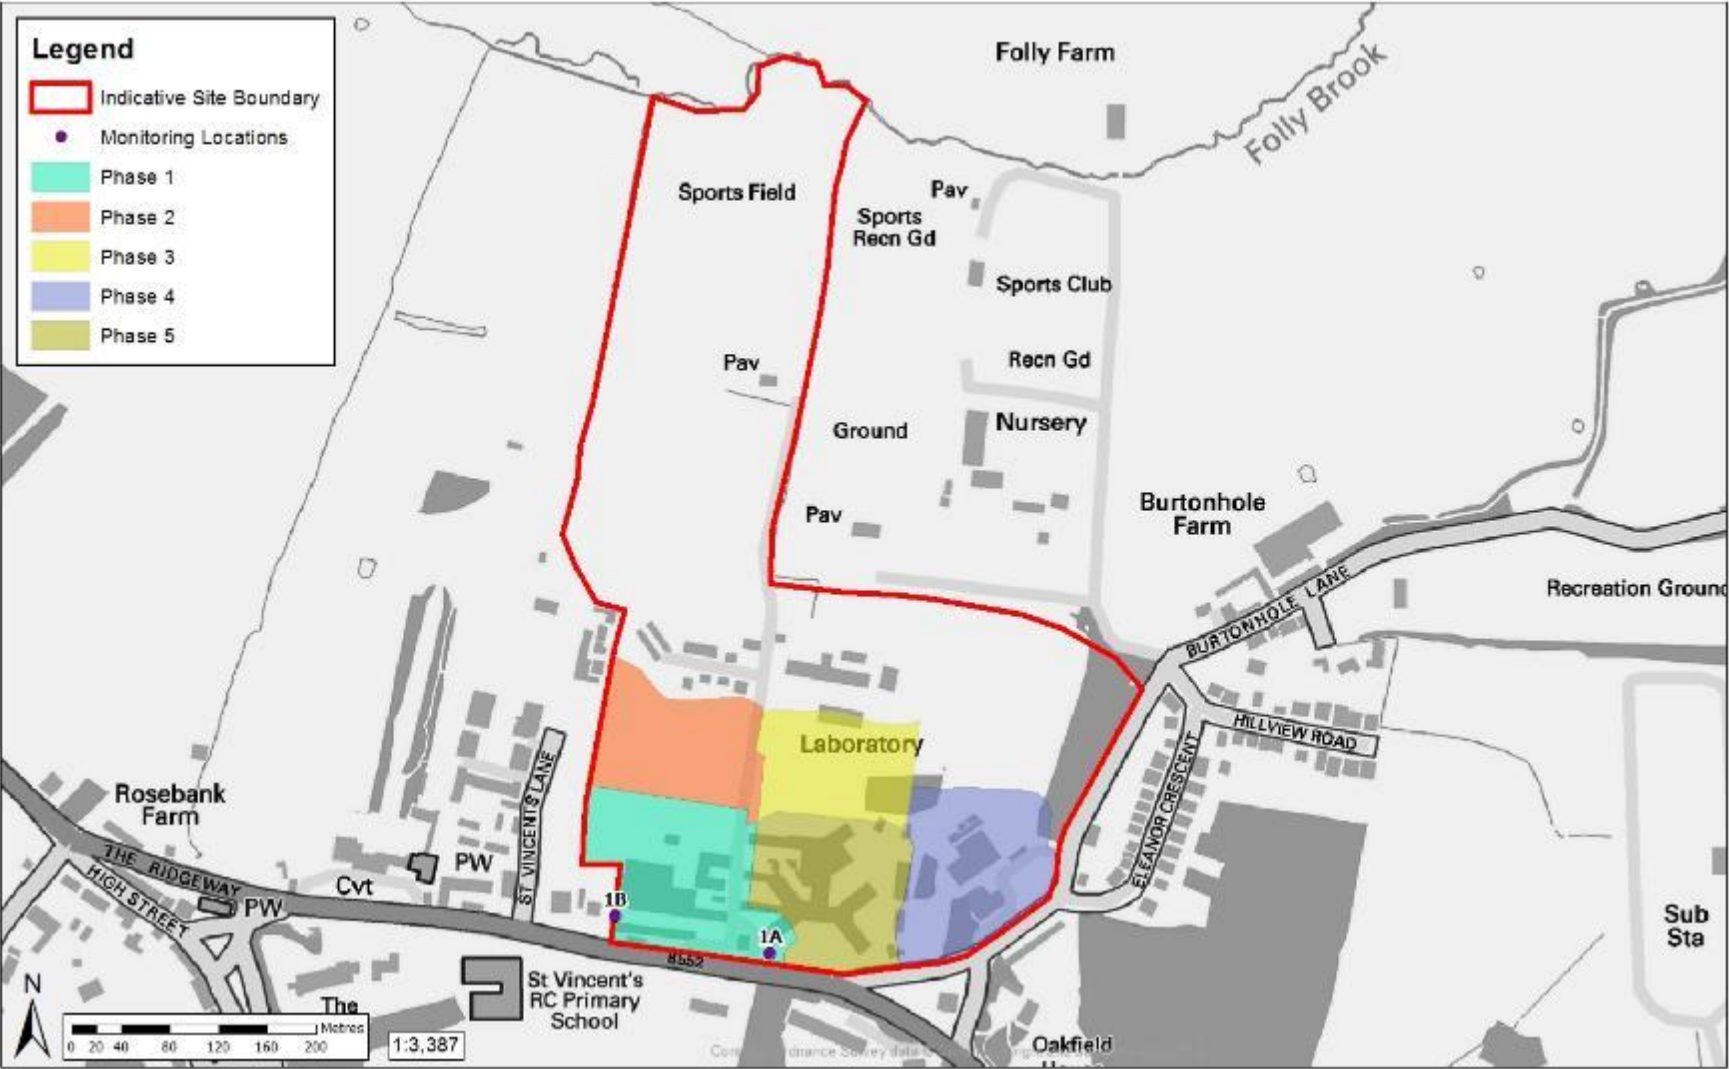 Legend
Indicative Site Boundary
Monitoring Locations
Phase 1
Phase 2
Phase 3
Phase 4
Phase 5
Folly Farm
Folly Brook
Sports Field
Pav
Sports
Recn Gd
Sports Club
Pav
Recn Gd
Ground
Nursery
Pav
Burtonhole
Farm
BURTONHOLE LANE
Recreation Ground
HILLVIEW ROAD
ELEANOR CRESCENT
Laboratory
Rosebank
Farm
THE RIDGEWAY
HIGH STREET
PW
Cvt
PW
ST VINCENT'S LANE
1B
1A
B552
St Vincent's
RC Primary
School
The
Sub
Sta
Oakfield
N
Metres
0 20 40 80 120 160 200
1:3,387